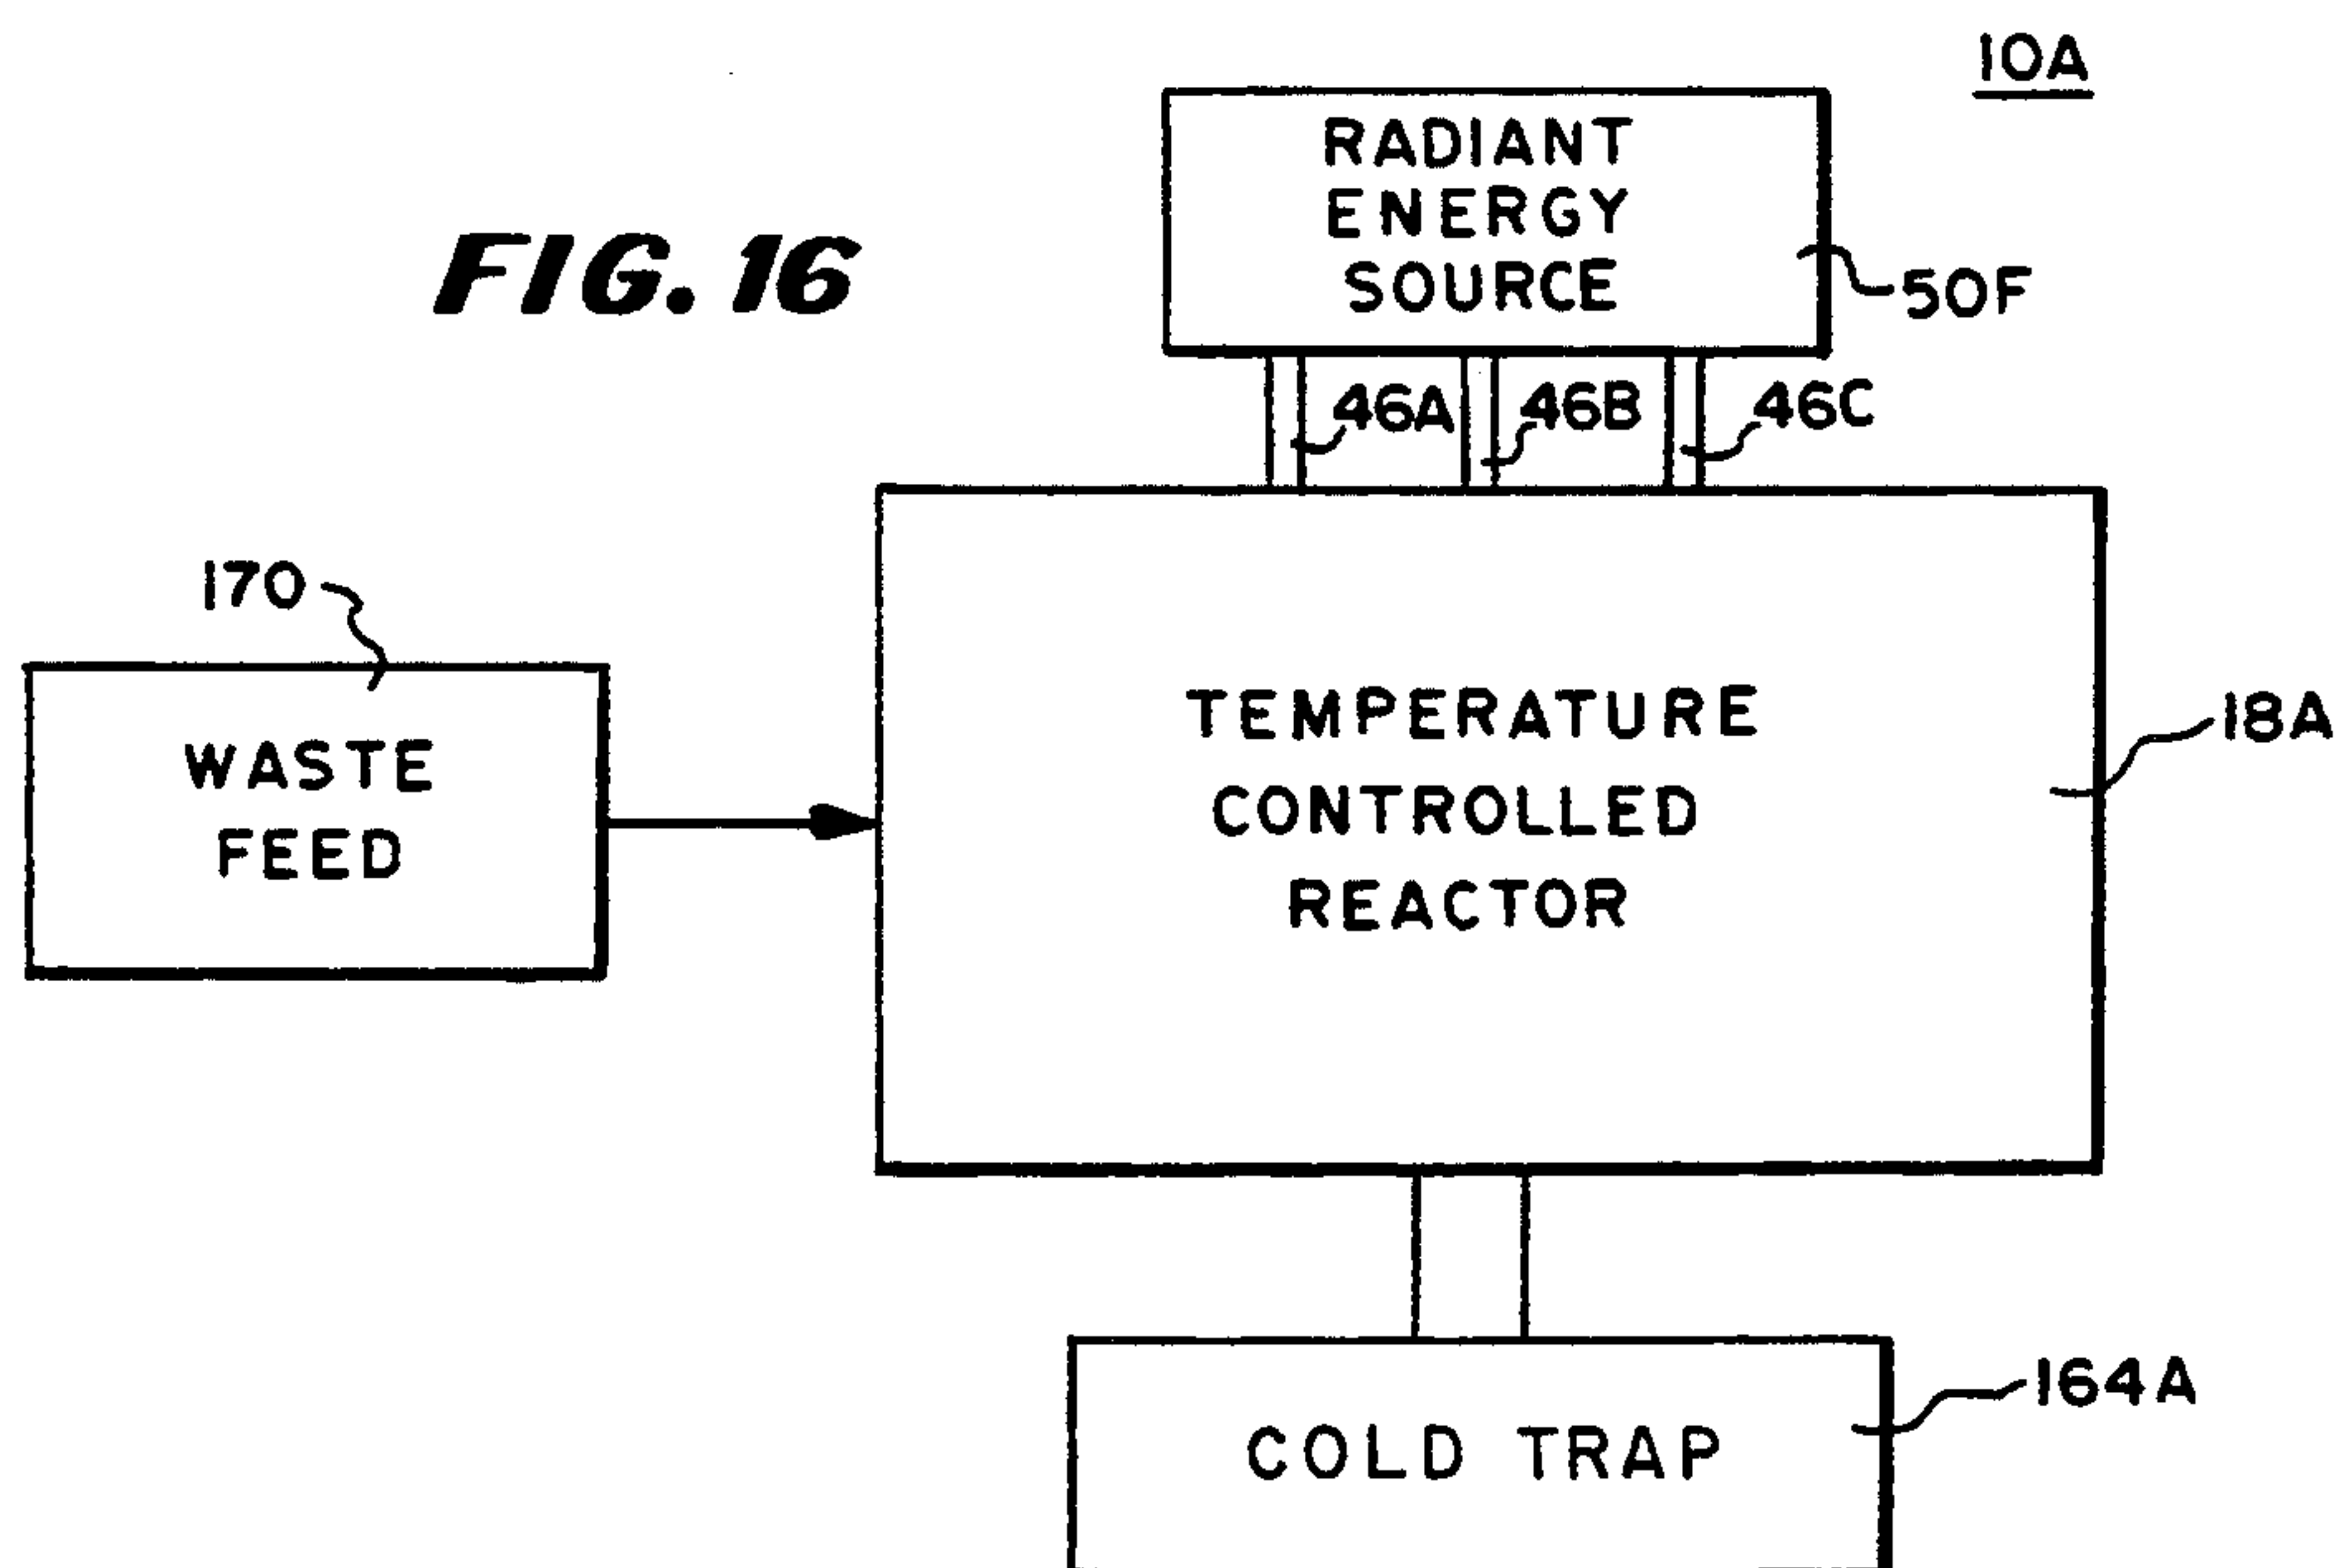 10A
RADIANT
ENERGY
SOURCE
FIG. 16
50F
46A 46B 46C
170
WASTE
FEED
TEMPERATURE
CONTROLLED
REACTOR
18A
164A
COLD TRAP